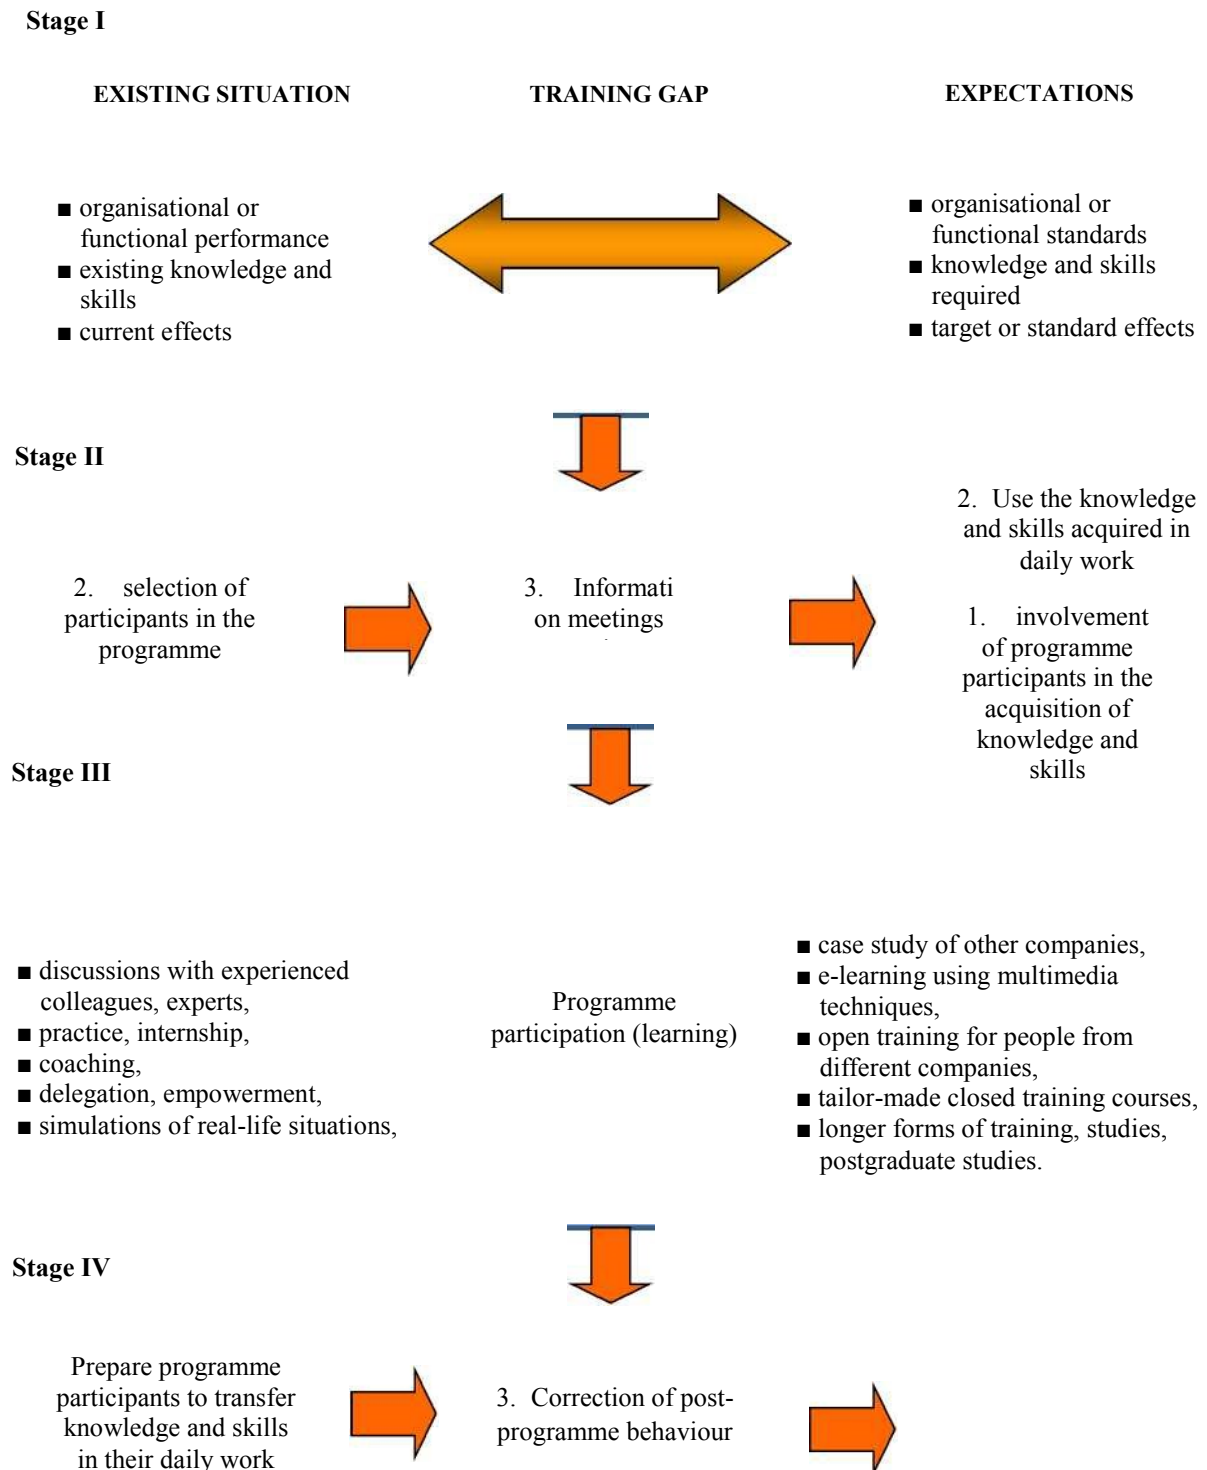 Stage I
EXISTING SITUATION
TRAINING GAP
EXPECTATIONS
■ organisational or
functional performance
■ existing knowledge and
skills
■ current effects
■ organisational or
functional standards
■ knowledge and skills
required
■ target or standard effects
Stage II
2. selection of
participants in the
programme
3. Informati
on meetings
2. Use the knowledge
and skills acquired in
daily work
1. involvement
of programme
participants in the
acquisition of
knowledge and
skills
Stage III
■ discussions with experienced
colleagues, experts,
■ practice, internship,
■ coaching,
■ delegation, empowerment,
■ simulations of real-life situations,
Programme
participation (learning)
■ case study of other companies,
■ e-learning using multimedia
techniques,
■ open training for people from
different companies,
■ tailor-made closed training courses,
■ longer forms of training, studies,
postgraduate studies.
Stage IV
Prepare programme
participants to transfer
knowledge and skills
in their daily work
3. Correction of post-
programme behaviour